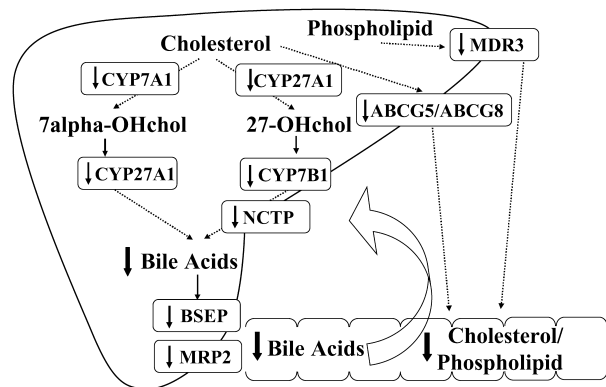 Phospholipid
↓ MDR3
Cholesterol
↓ CYP7A1
↓ CYP27A1
↓ ABCG5/ABCG8
7alpha-OHchol
27-OHchol
↓ CYP27A1
↓ CYP7B1
↓ NCTP
↓ Bile Acids
↓ BSEP
↓ MRP2
↓ Bile Acids
↓ Cholesterol/
Phospholipid